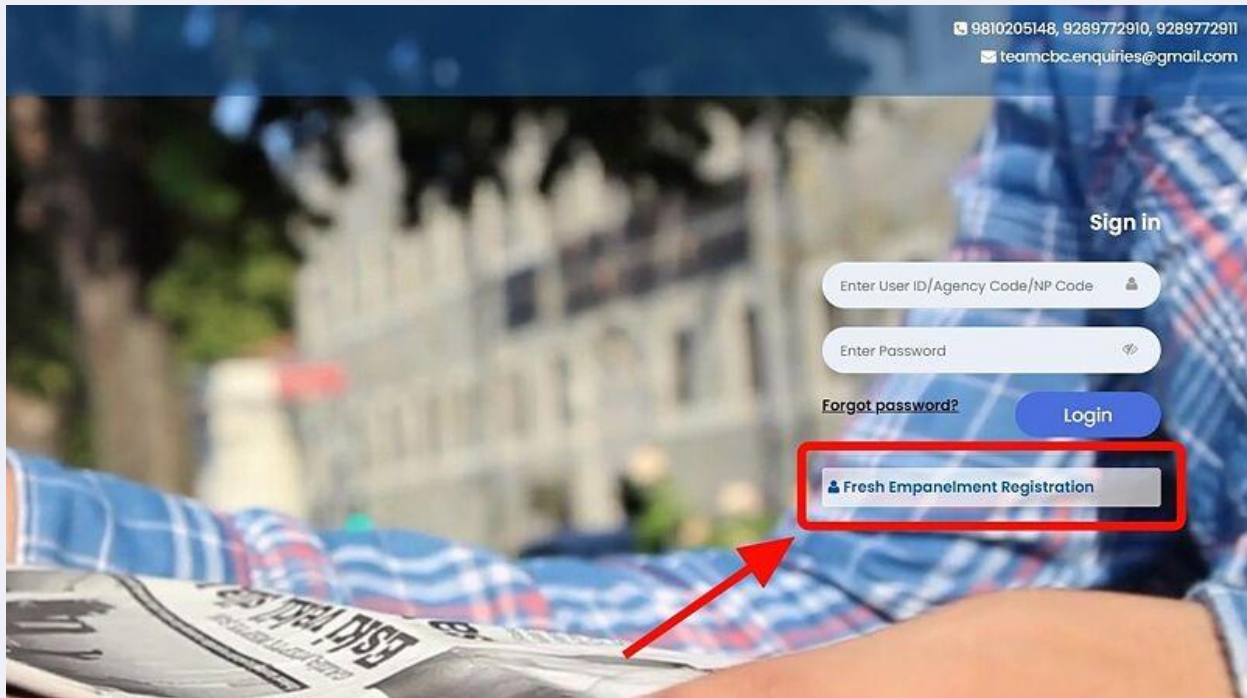 9810205148, 9289772910, 9289772911
teamcbc.enquiries@gmail.com
Sign in
Enter User ID/Agency Code/NP Code
Enter Password
Forgot password?
Login
Fresh Empanelment Registration